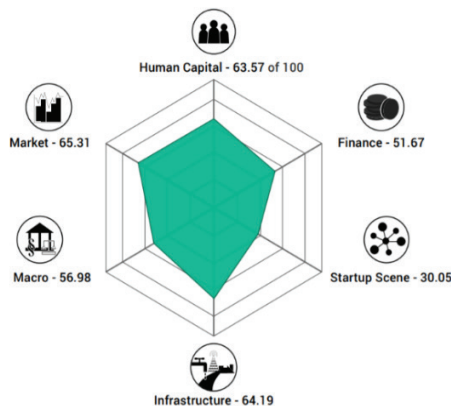 Human Capital - 63.57 of 100
Market - 65.31
Finance - 51.67
Macro - 56.98
Startup Scene - 30.05
Infrastructure - 64.19